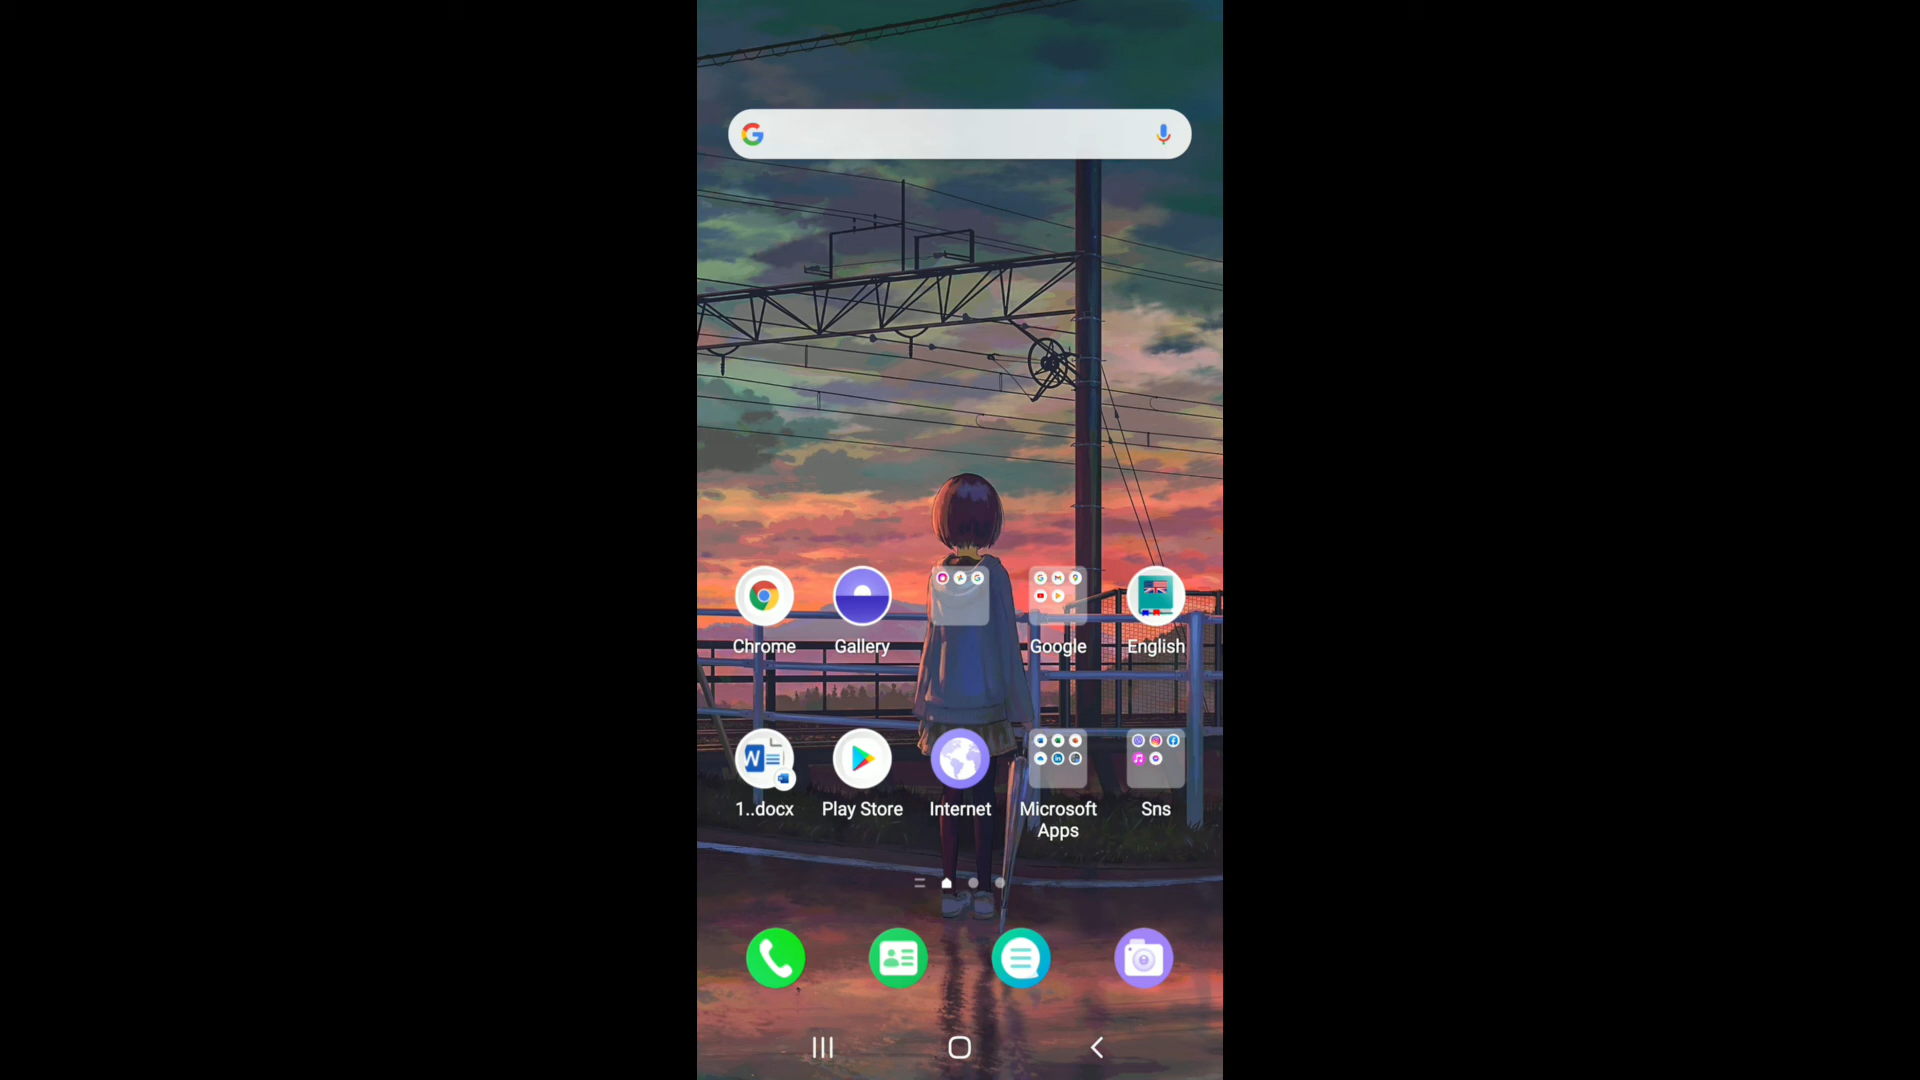 Chrome
Gallery
Google
English
1..docx
Play Store
Internet
Microsoft
Apps
Sns